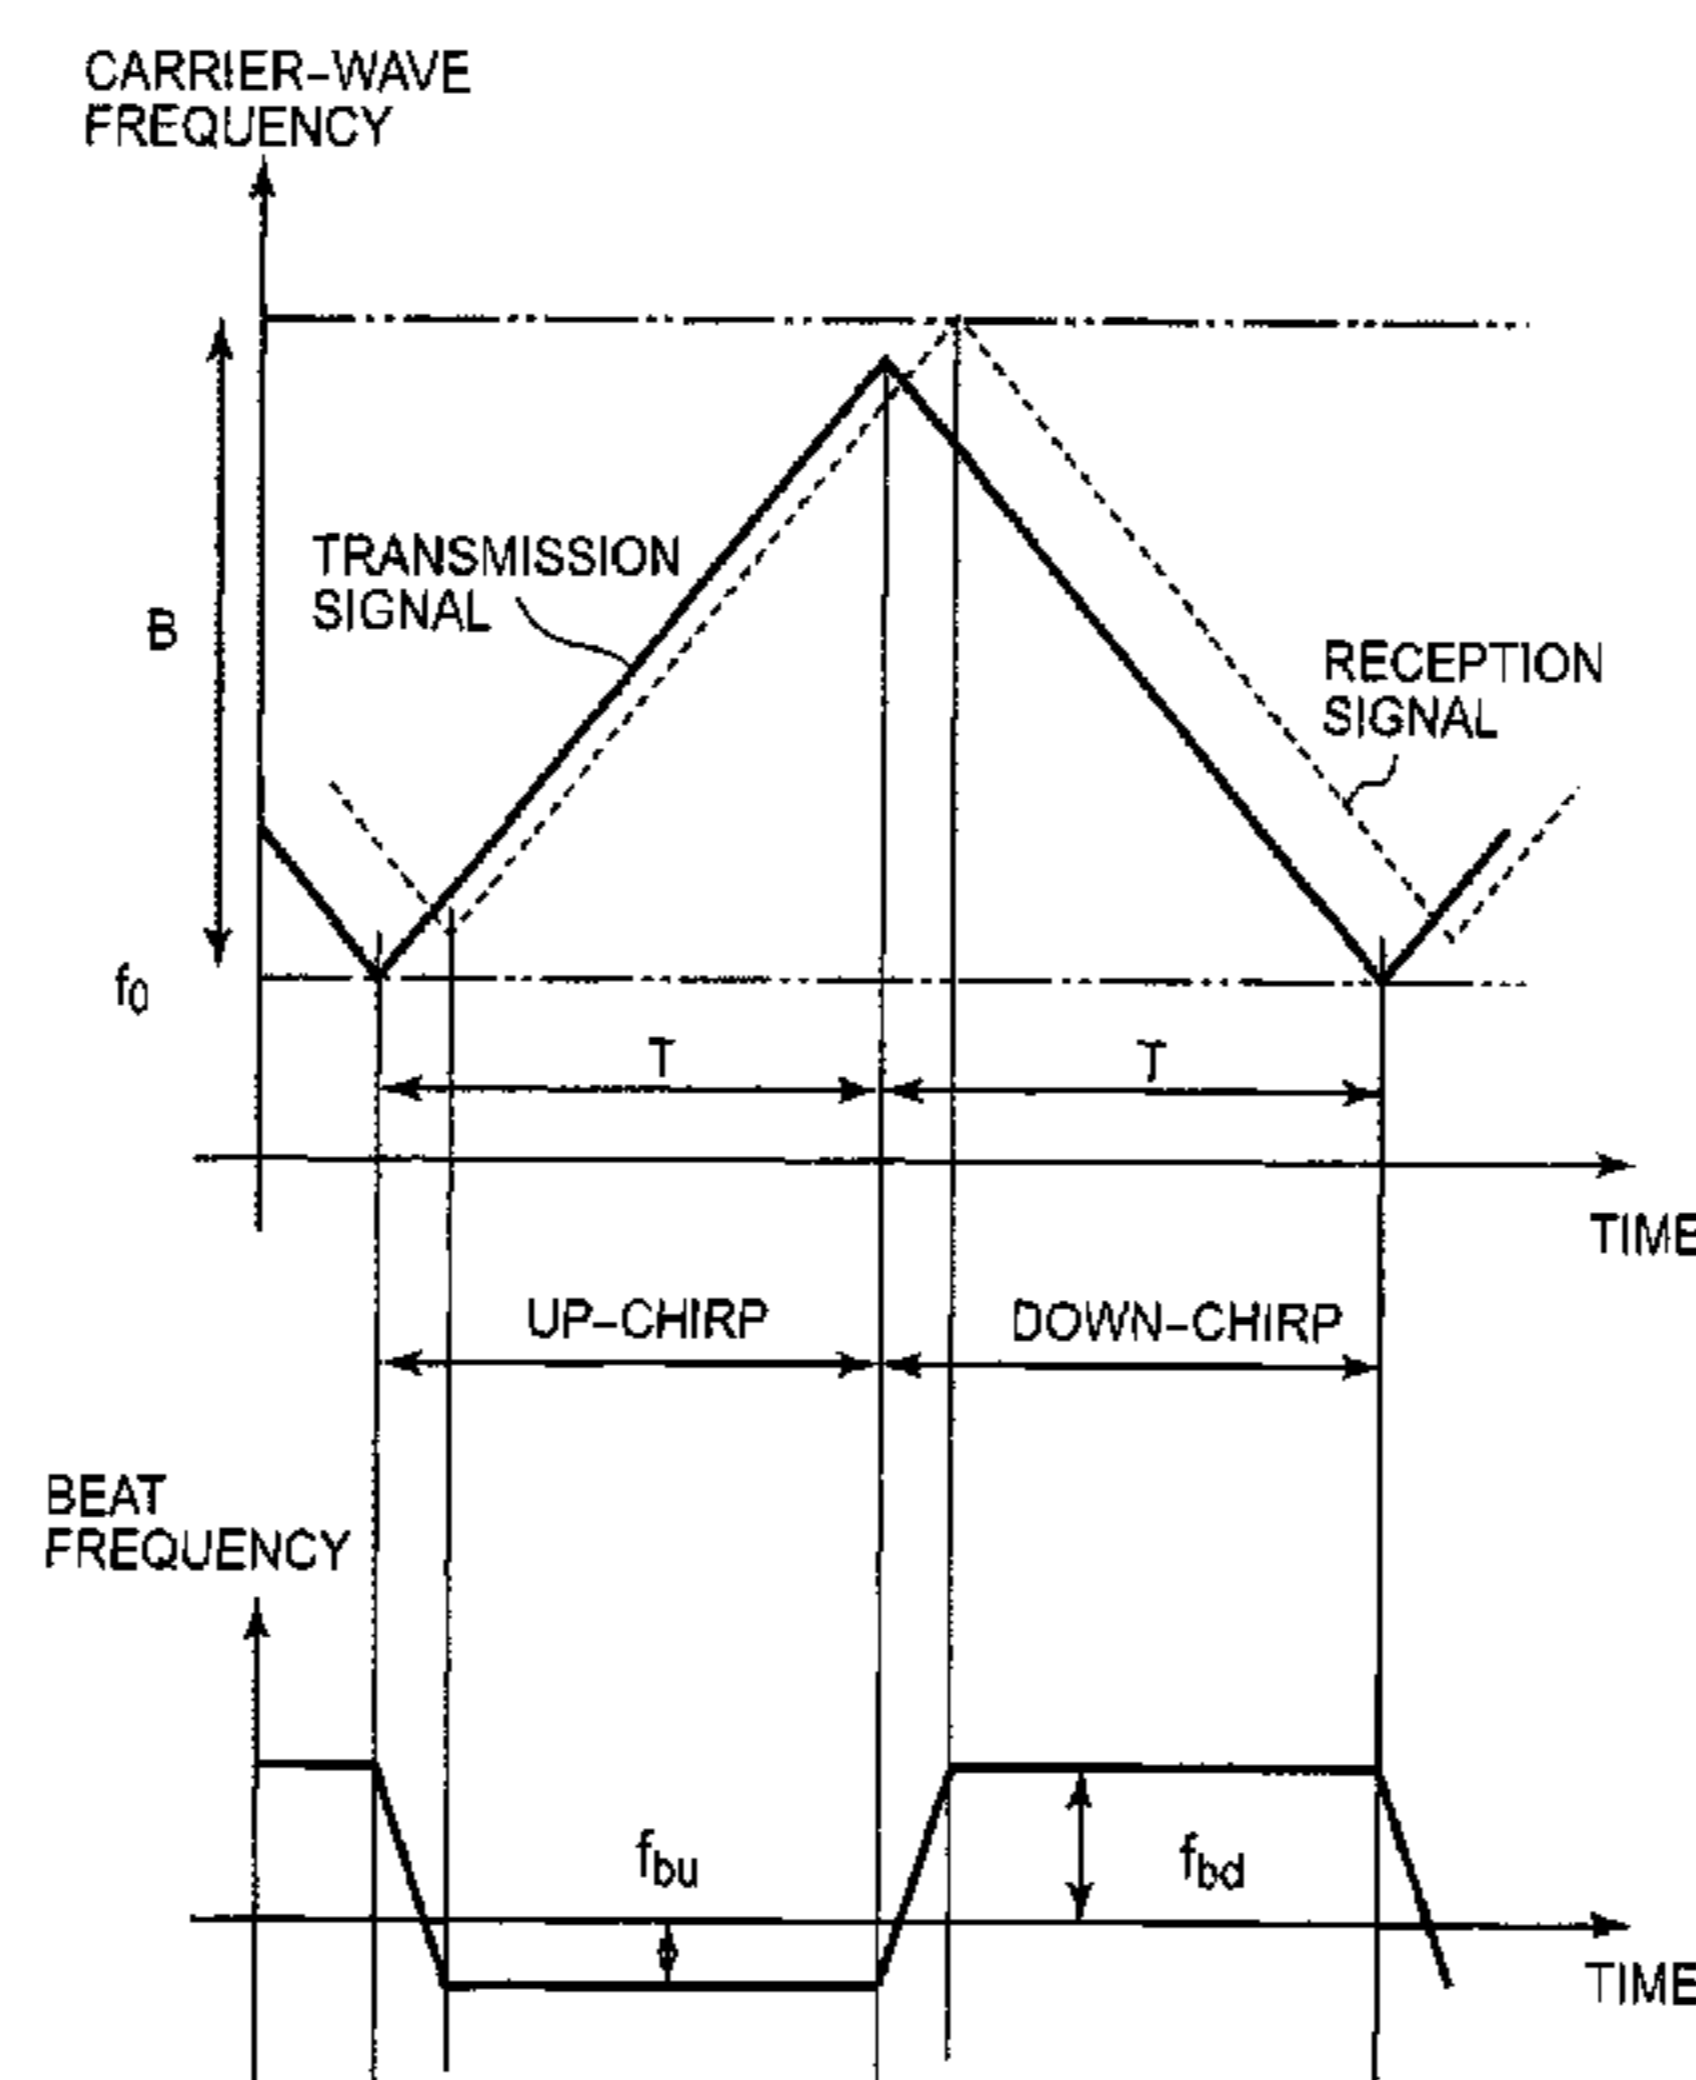 CARRIER-WAVE
FREQUENCY
TRANSMISSION
SIGNAL
B
RECEPTION
SIGNAL
f0
T
T
TIME
UP-CHIRP
DOWN-CHIRP
BEAT
FREQUENCY
fbu
fbd
TIME